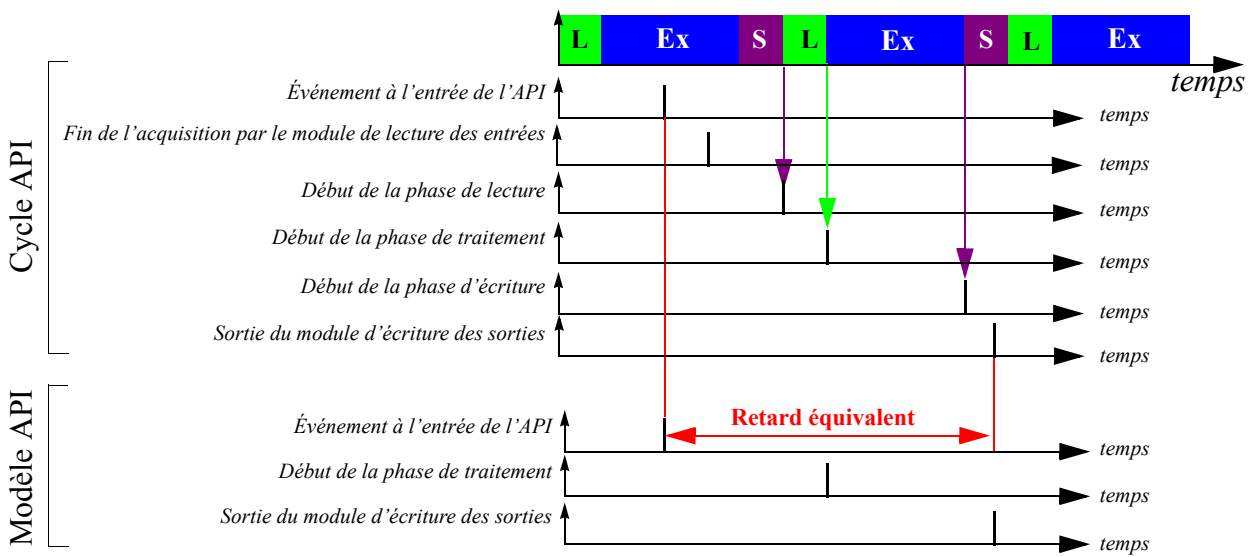 L Ex S L Ex S L Ex
temps
Événement à l’entrée de l’API temps
Fin de l’acquisition par le module de lecture des entrées temps
Début de la phase de lecture temps
Début de la phase de traitement temps
Début de la phase d’écriture temps
Sortie du module d’écriture des sorties temps
Cycle API
Événement à l’entrée de l’API Retard équivalent temps
Début de la phase de traitement temps
Sortie du module d’écriture des sorties temps
Modèle API